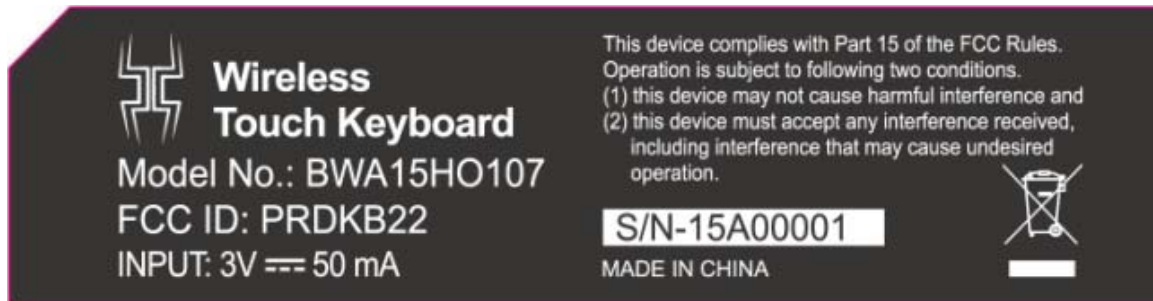 Wireless
Touch Keyboard
Model No.: BWA15HO107
FCC ID: PRDKB22
INPUT: 3V ⎓ 50 mA
This device complies with Part 15 of the FCC Rules.
Operation is subject to following two conditions.
(1) this device may not cause harmful interference and
(2) this device must accept any interference received,
including interference that may cause undesired
operation.
S/N-15A00001
MADE IN CHINA